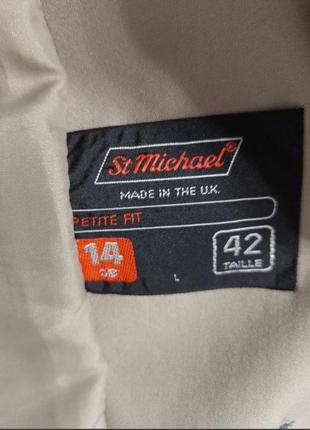 St Michael®
MADE IN THE U.K.
PETITE FIT
14
GB
42
TAILLE
L